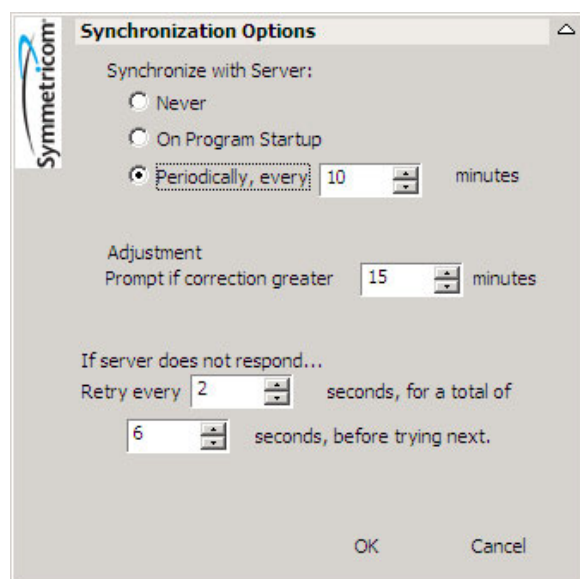 Symmetricom
Synchronization Options
Synchronize with Server:
Never
On Program Startup
Periodically, every 10 minutes
Adjustment
Prompt if correction greater 15 minutes
If server does not respond...
Retry every 2 seconds, for a total of
6 seconds, before trying next.
OK Cancel